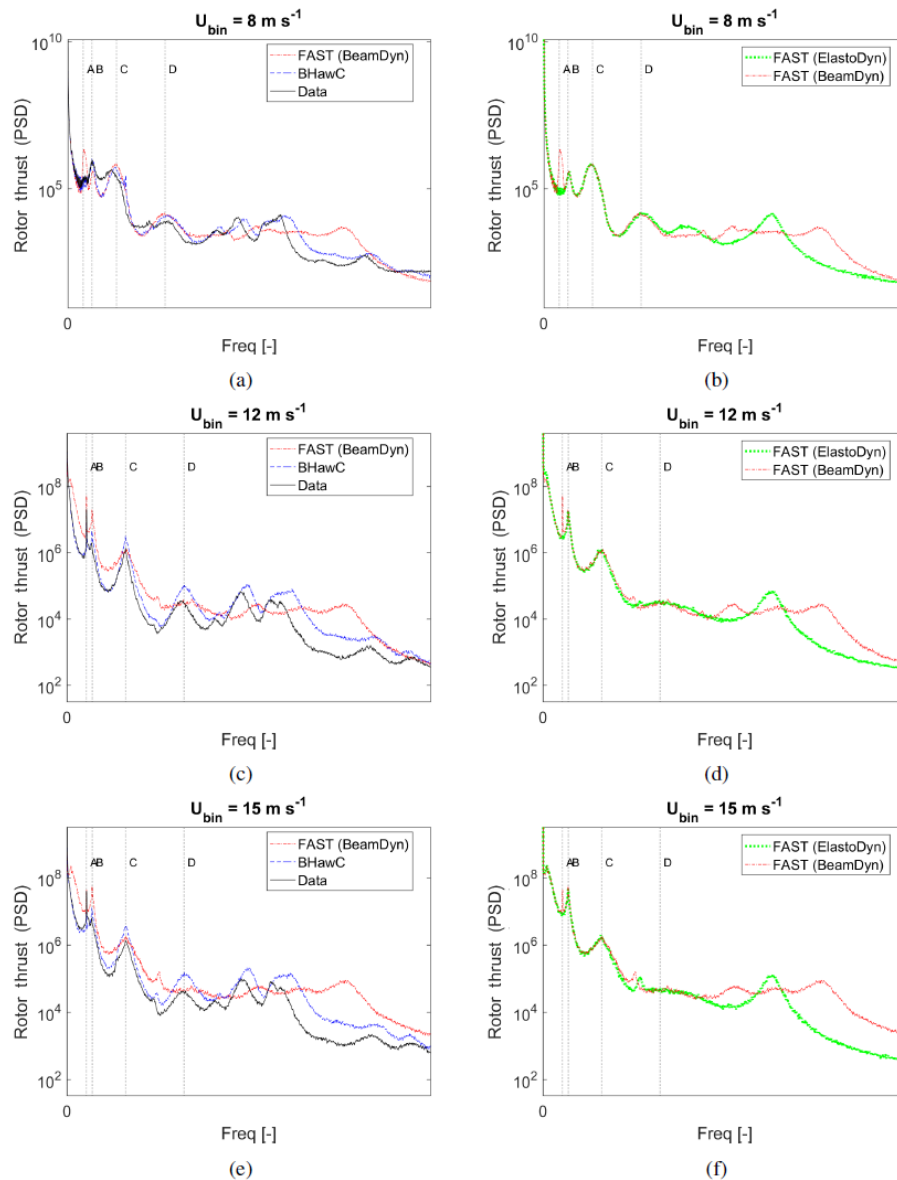 U_bin = 8 m s^-1
10^10
10^5
A B C D
FAST (BeamDyn)
BHawC
Data
Rotor thrust (PSD)
0
Freq [-]
(a)
U_bin = 8 m s^-1
10^10
10^5
A B C D
FAST (ElastoDyn)
FAST (BeamDyn)
Rotor thrust (PSD)
0
Freq [-]
(b)
U_bin = 12 m s^-1
10^8
10^6
10^4
10^2
A B C D
FAST (BeamDyn)
BHawC
Data
Rotor thrust (PSD)
0
Freq [-]
(c)
U_bin = 12 m s^-1
10^8
10^6
10^4
10^2
A B C D
FAST (ElastoDyn)
FAST (BeamDyn)
Rotor thrust (PSD)
0
Freq [-]
(d)
U_bin = 15 m s^-1
10^8
10^6
10^4
10^2
A B C D
FAST (BeamDyn)
BHawC
Data
Rotor thrust (PSD)
0
Freq [-]
(e)
U_bin = 15 m s^-1
10^8
10^6
10^4
10^2
A B C D
FAST (ElastoDyn)
FAST (BeamDyn)
Rotor thrust (PSD)
0
Freq [-]
(f)